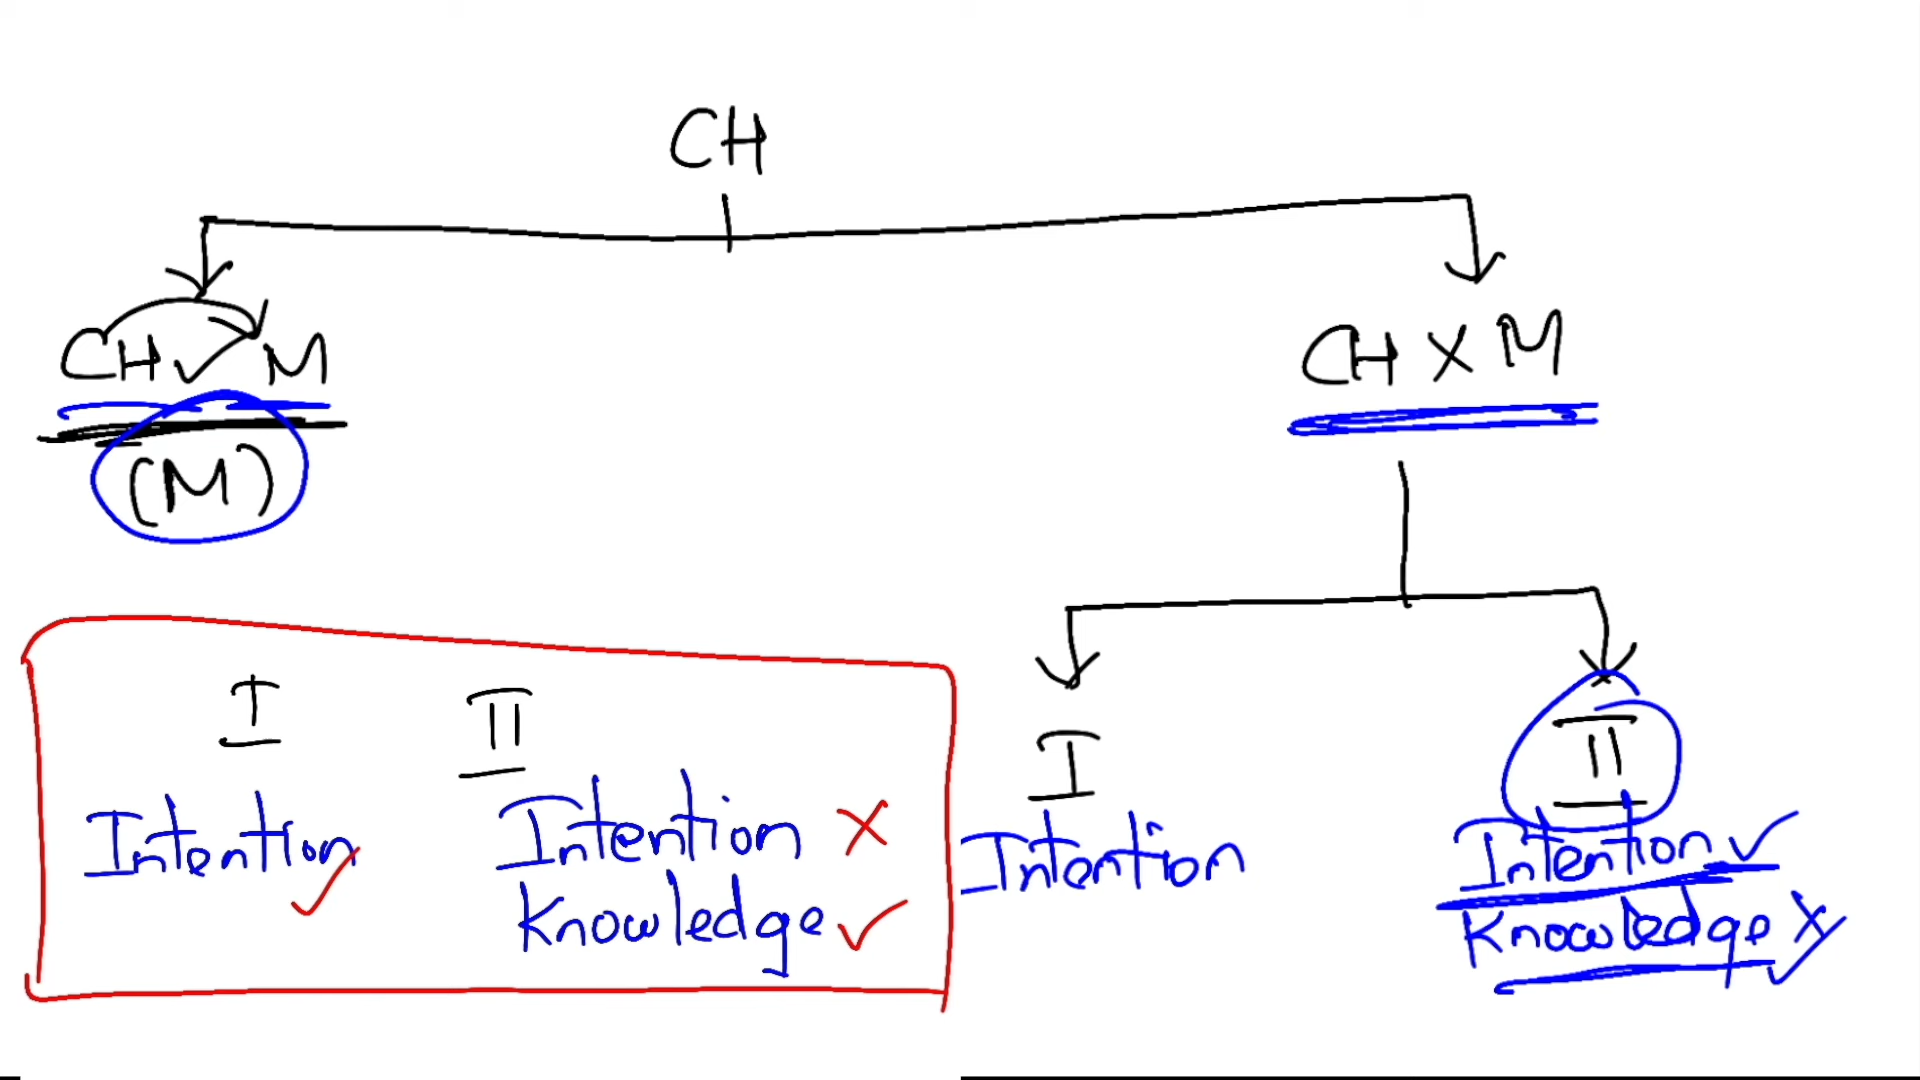 CH
CH✓M
CH X M
(M)
I
II
Intention ✓
Intention X
Knowledge ✓
I
II
Intention
Intention ✓
Knowledge X ✓